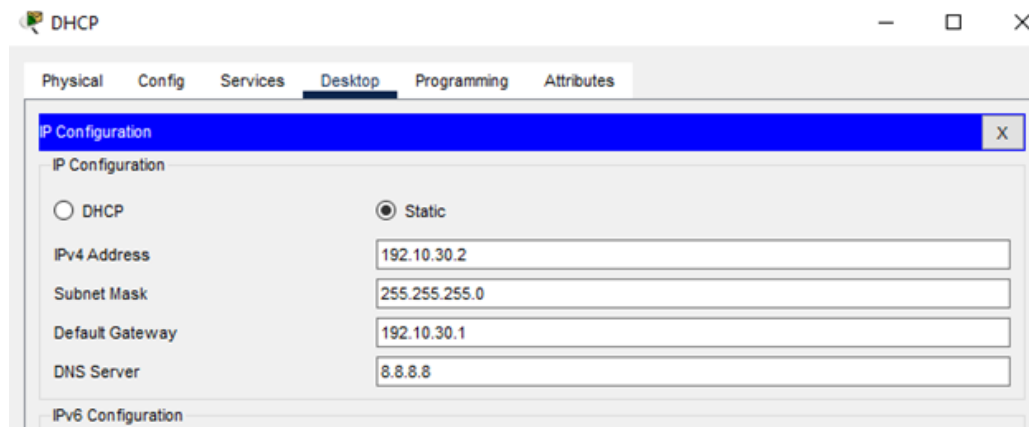 DHCP
Physical Config Services Desktop Programming Attributes
IP Configuration X
IP Configuration
DHCP Static
IPv4 Address 192.10.30.2
Subnet Mask 255.255.255.0
Default Gateway 192.10.30.1
DNS Server 8.8.8.8
IPv6 Configuration